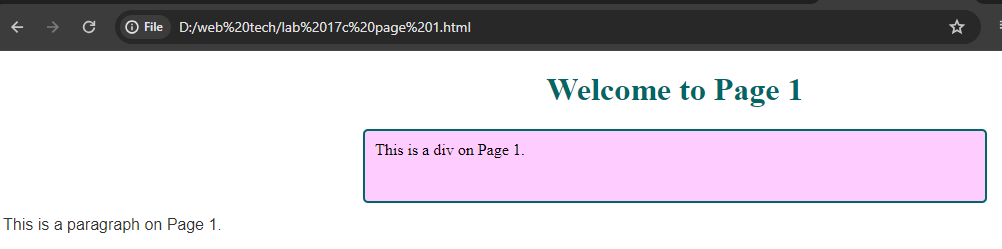 File D:/web%20tech/lab%2017c%20page%201.html
Welcome to Page 1
This is a div on Page 1.
This is a paragraph on Page 1.